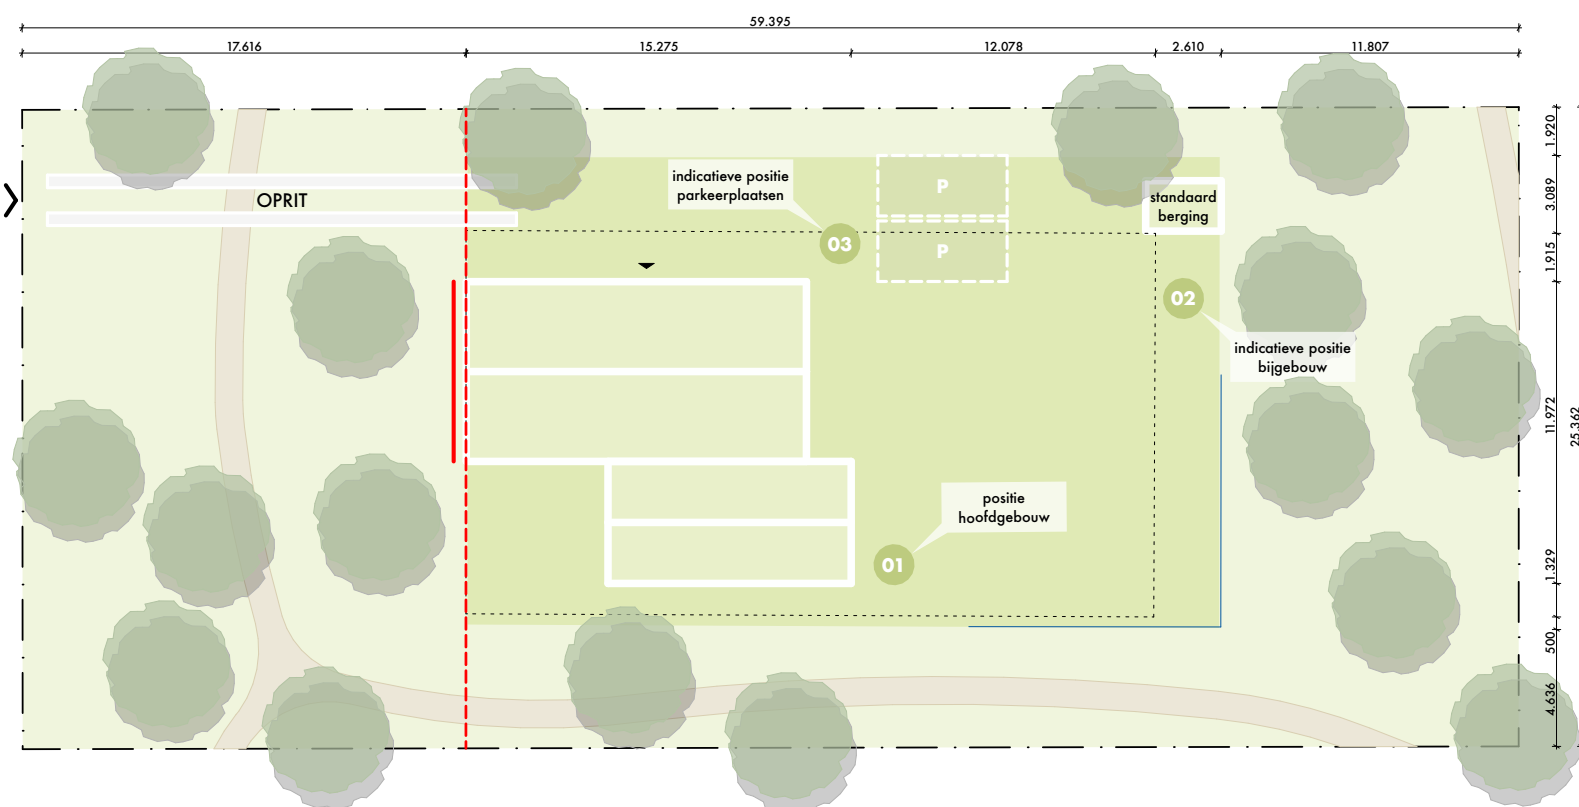 59.395
17.616
15.275
12.078
2.610
11.807
1.920
3.089
1.915
11.972
25.362
1.329
500
4.636
OPRIT
indicatieve positie
parkeerplaatsen
P
P
03
standaard
berging
02
indicatieve positie
bijgebouw
positie
hoofdgebouw
01